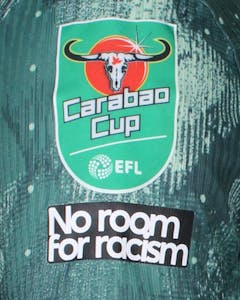 Carabao
Cup
EFL
No room
for racism